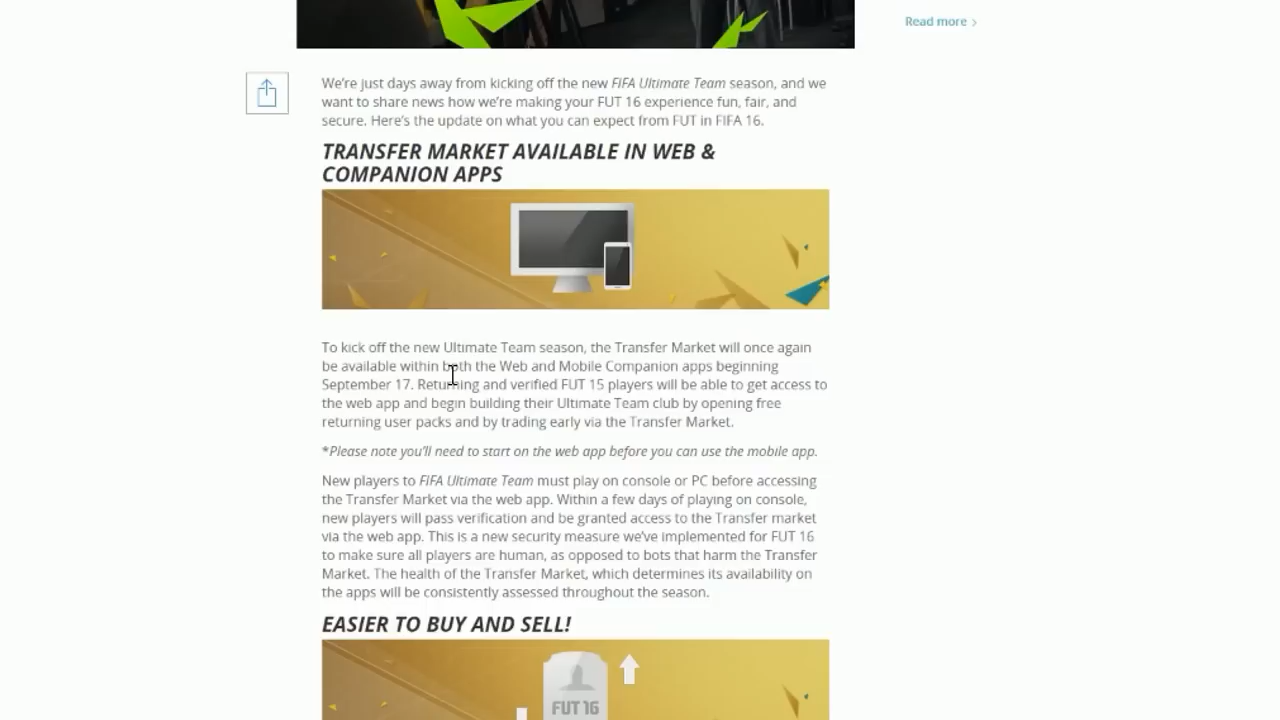 Read more >
We're just days away from kicking off the new FIFA Ultimate Team season, and we
want to share news how we're making your FUT 16 experience fun, fair, and
secure. Here's the update on what you can expect from FUT in FIFA 16.
TRANSFER MARKET AVAILABLE IN WEB &
COMPANION APPS
To kick off the new Ultimate Team season, the Transfer Market will once again
be available within both the Web and Mobile Companion apps beginning
September 17. Returning and verified FUT 15 players will be able to get access to
the web app and begin building their Ultimate Team club by opening free
returning user packs and by trading early via the Transfer Market.
*Please note you'll need to start on the web app before you can use the mobile app.
New players to FIFA Ultimate Team must play on console or PC before accessing
the Transfer Market via the web app. Within a few days of playing on console,
new players will pass verification and be granted access to the Transfer market
via the web app. This is a new security measure we've implemented for FUT 16
to make sure all players are human, as opposed to bots that harm the Transfer
Market. The health of the Transfer Market, which determines its availability on
the apps will be consistently assessed throughout the season.
EASIER TO BUY AND SELL!
FUT 16